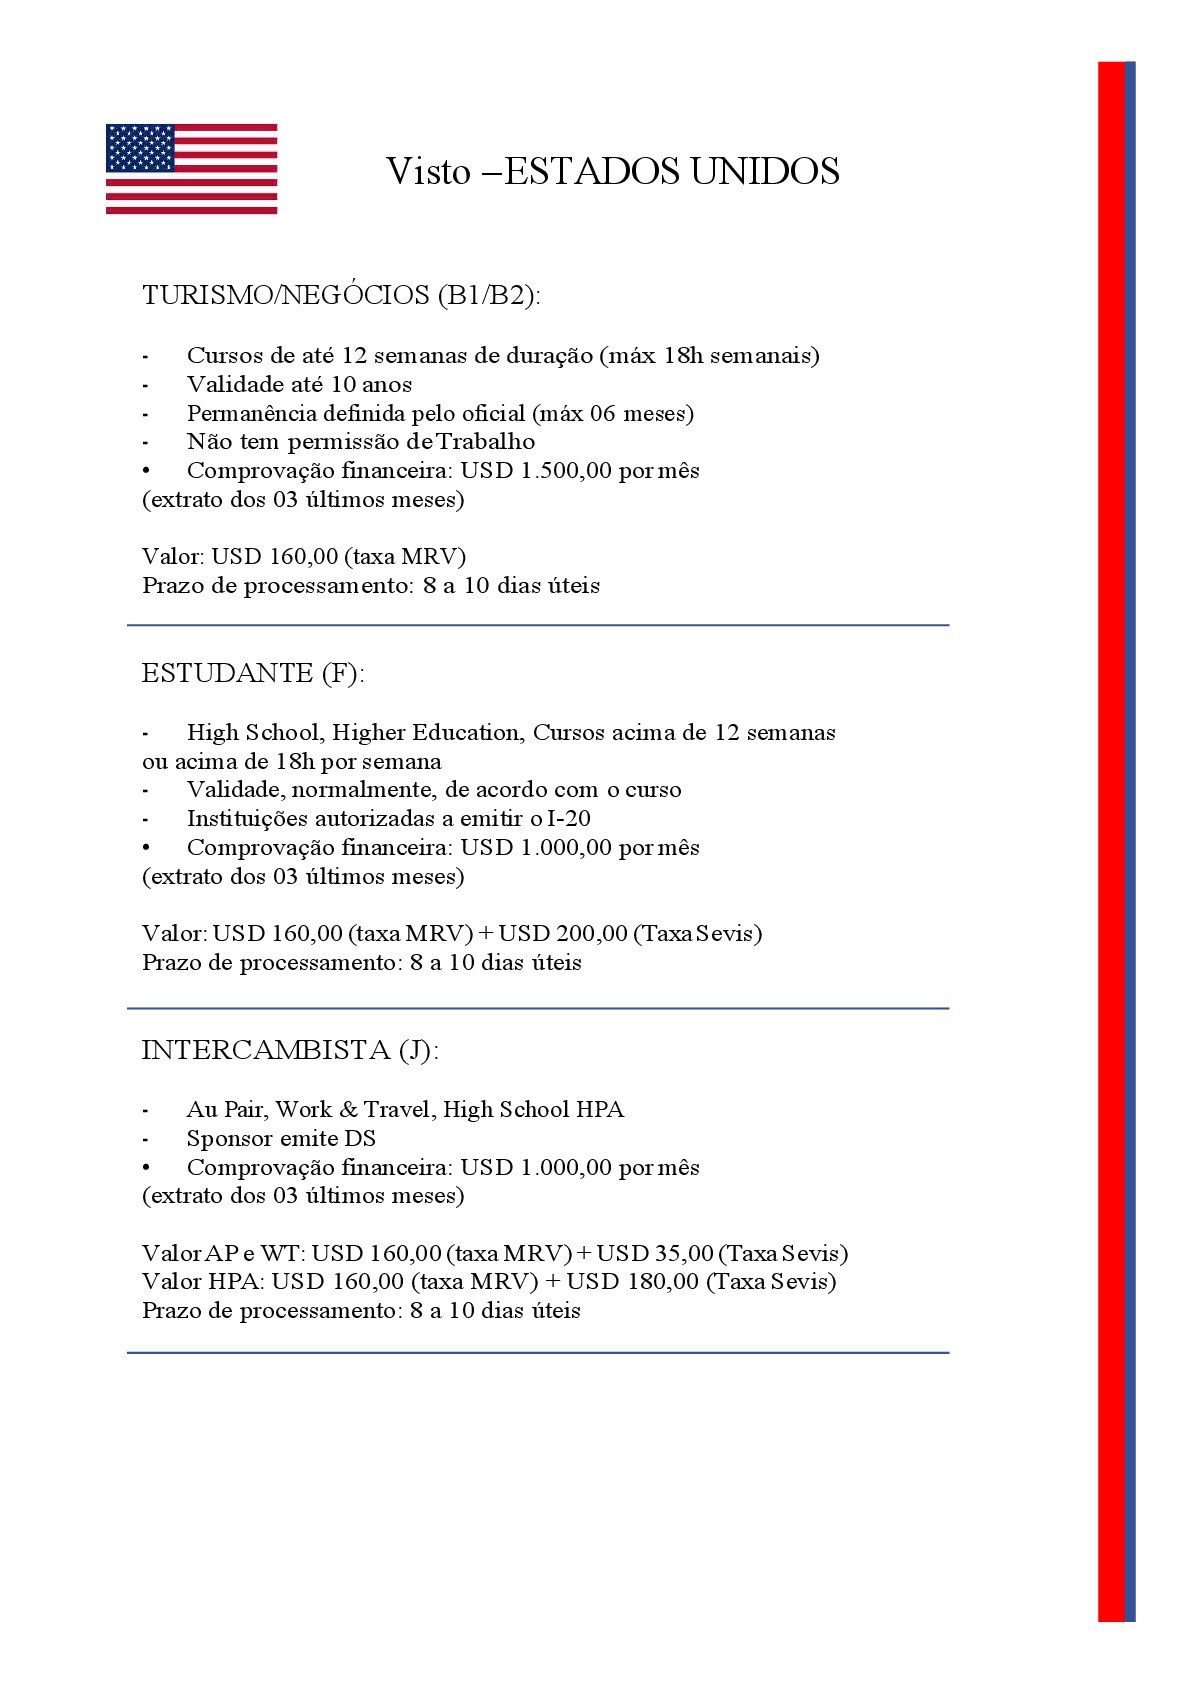 Visto –ESTADOS UNIDOS
TURISMO/NEGÓCIOS (B1/B2):
- Cursos de até 12 semanas de duração (máx 18h semanais)
- Validade até 10 anos
- Permanência definida pelo oficial (máx 06 meses)
- Não tem permissão de Trabalho
• Comprovação financeira: USD 1.500,00 por mês
(extrato dos 03 últimos meses)
Valor: USD 160,00 (taxa MRV)
Prazo de processamento: 8 a 10 dias úteis
ESTUDANTE (F):
- High School, Higher Education, Cursos acima de 12 semanas
ou acima de 18h por semana
- Validade, normalmente, de acordo com o curso
- Instituições autorizadas a emitir o I-20
• Comprovação financeira: USD 1.000,00 por mês
(extrato dos 03 últimos meses)
Valor: USD 160,00 (taxa MRV) + USD 200,00 (Taxa Sevis)
Prazo de processamento: 8 a 10 dias úteis
INTERCAMBISTA (J):
- Au Pair, Work & Travel, High School HPA
- Sponsor emite DS
• Comprovação financeira: USD 1.000,00 por mês
(extrato dos 03 últimos meses)
Valor AP e WT: USD 160,00 (taxa MRV) + USD 35,00 (Taxa Sevis)
Valor HPA: USD 160,00 (taxa MRV) + USD 180,00 (Taxa Sevis)
Prazo de processamento: 8 a 10 dias úteis